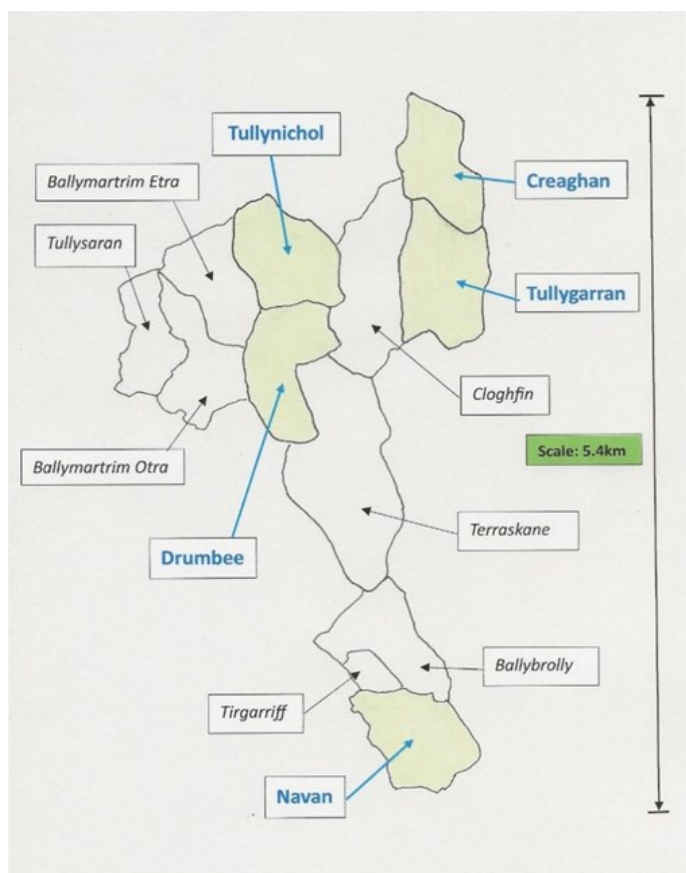 Tullynichol
Ballymartrim Etra
Creaghan
Tullysaran
Tullygarran
Cloghfin
Scale: 5.4km
Ballymartrim Otra
Terraskane
Drumbee
Ballybrolly
Tirgarriff
Navan